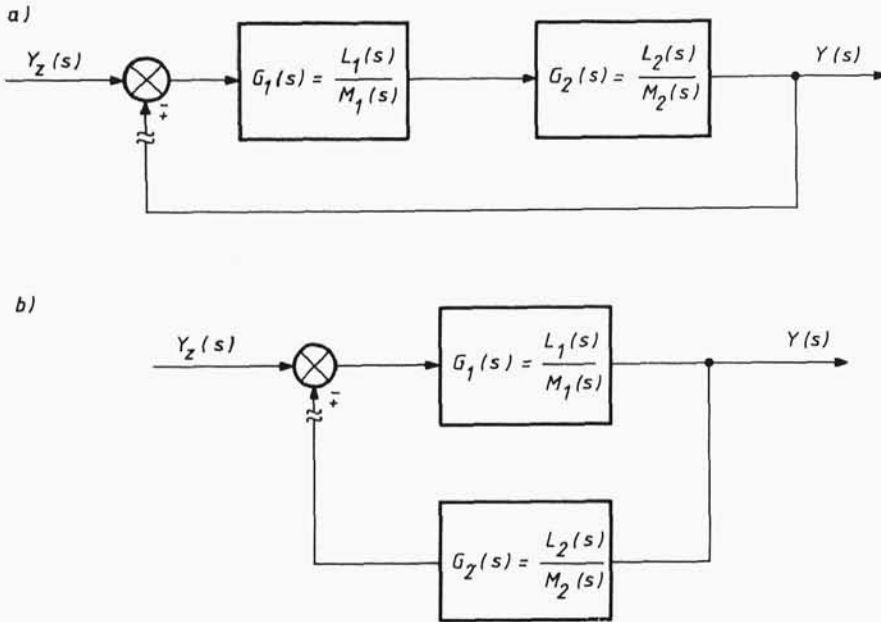 a)
Y_z(s)
G_1(s) = L_1(s) / M_1(s)
G_2(s) = L_2(s) / M_2(s)
Y(s)
∓
b)
Y_z(s)
G_1(s) = L_1(s) / M_1(s)
Y(s)
∓
G_2(s) = L_2(s) / M_2(s)